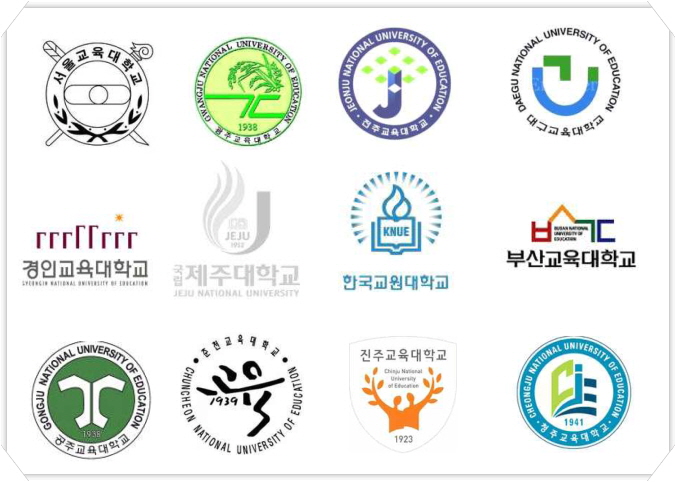 서울교육대학교
GWANGJU NATIONAL UNIVERSITY OF EDUCATION
1938
광주교육대학교
JEONJU NATIONAL UNIVERSITY OF EDUCATION
전주교육대학교
DAEGU NATIONAL UNIVERSITY OF EDUCATION
대구교육대학교
경인교육대학교
GYEONGIN NATIONAL UNIVERSITY OF EDUCATION
JEJU
1952
국립 제주대학교
JEJU NATIONAL UNIVERSITY
KNUE
한국교원대학교
BUSAN NATIONAL
UNIVERSITY OF
EDUCATION
부산교육대학교
GONGJU NATIONAL UNIVERSITY OF EDUCATION
1938
공주교육대학교
춘천교육대학교
1939
CHUNCHEON NATIONAL UNIVERSITY OF EDUCATION
진주교육대학교
Chinju National
University
of Education
1923
CHEONGJU NATIONAL UNIVERSITY OF EDUCATION
1941
청주교육대학교